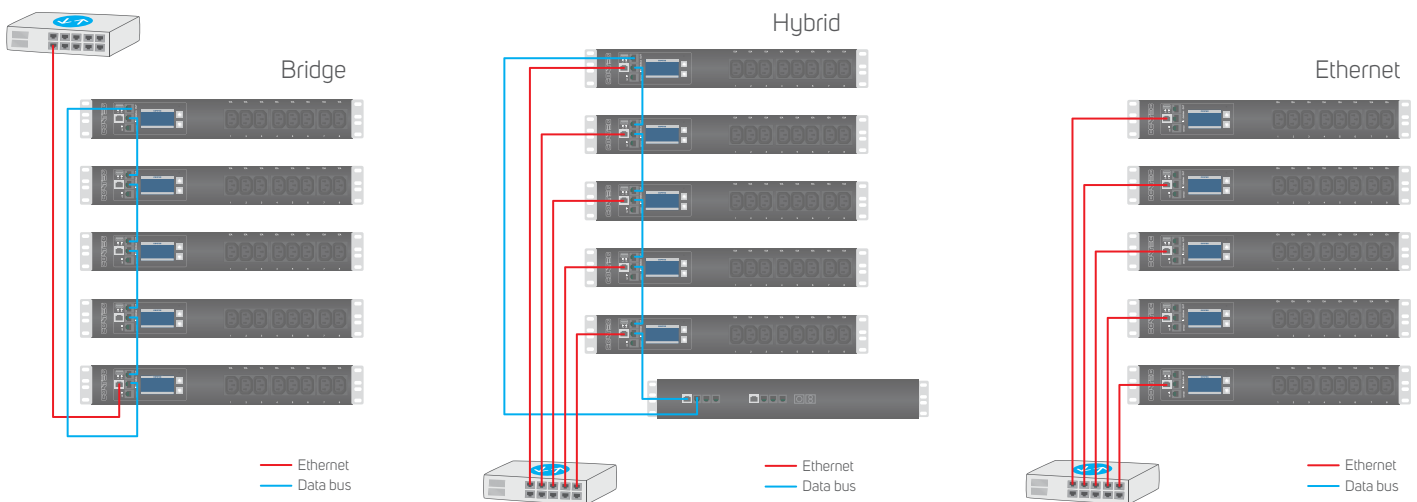 Bridge
Ethernet
Data bus
Hybrid
Ethernet
Data bus
Ethernet
Ethernet
Data bus